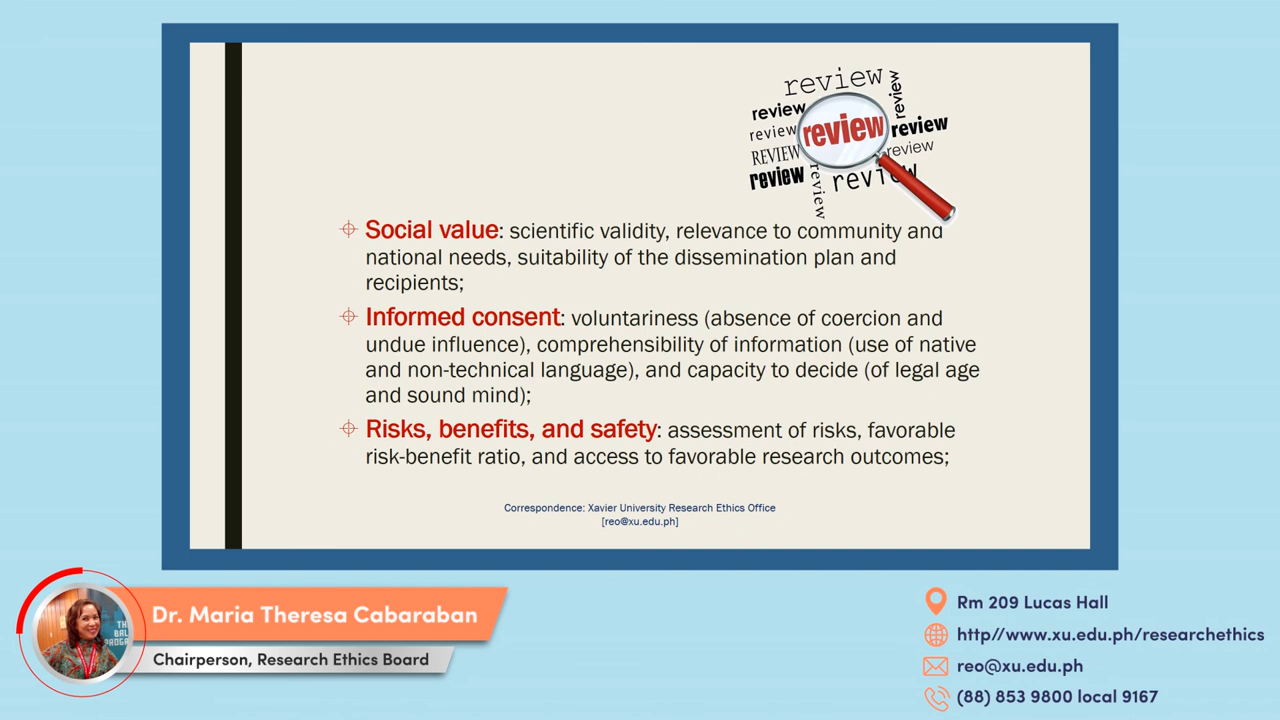 review
review
review
review
review
review
REVIEW
review
review
review
review
Social value: scientific validity, relevance to community and
national needs, suitability of the dissemination plan and
recipients;
Informed consent: voluntariness (absence of coercion and
undue influence), comprehensibility of information (use of native
and non-technical language), and capacity to decide (of legal age
and sound mind);
Risks, benefits, and safety: assessment of risks, favorable
risk-benefit ratio, and access to favorable research outcomes;
Correspondence: Xavier University Research Ethics Office
[reo@xu.edu.ph]
Dr. Maria Theresa Cabaraban
Chairperson, Research Ethics Board
Rm 209 Lucas Hall
http//www.xu.edu.ph/researchethics
reo@xu.edu.ph
(88) 853 9800 local 9167